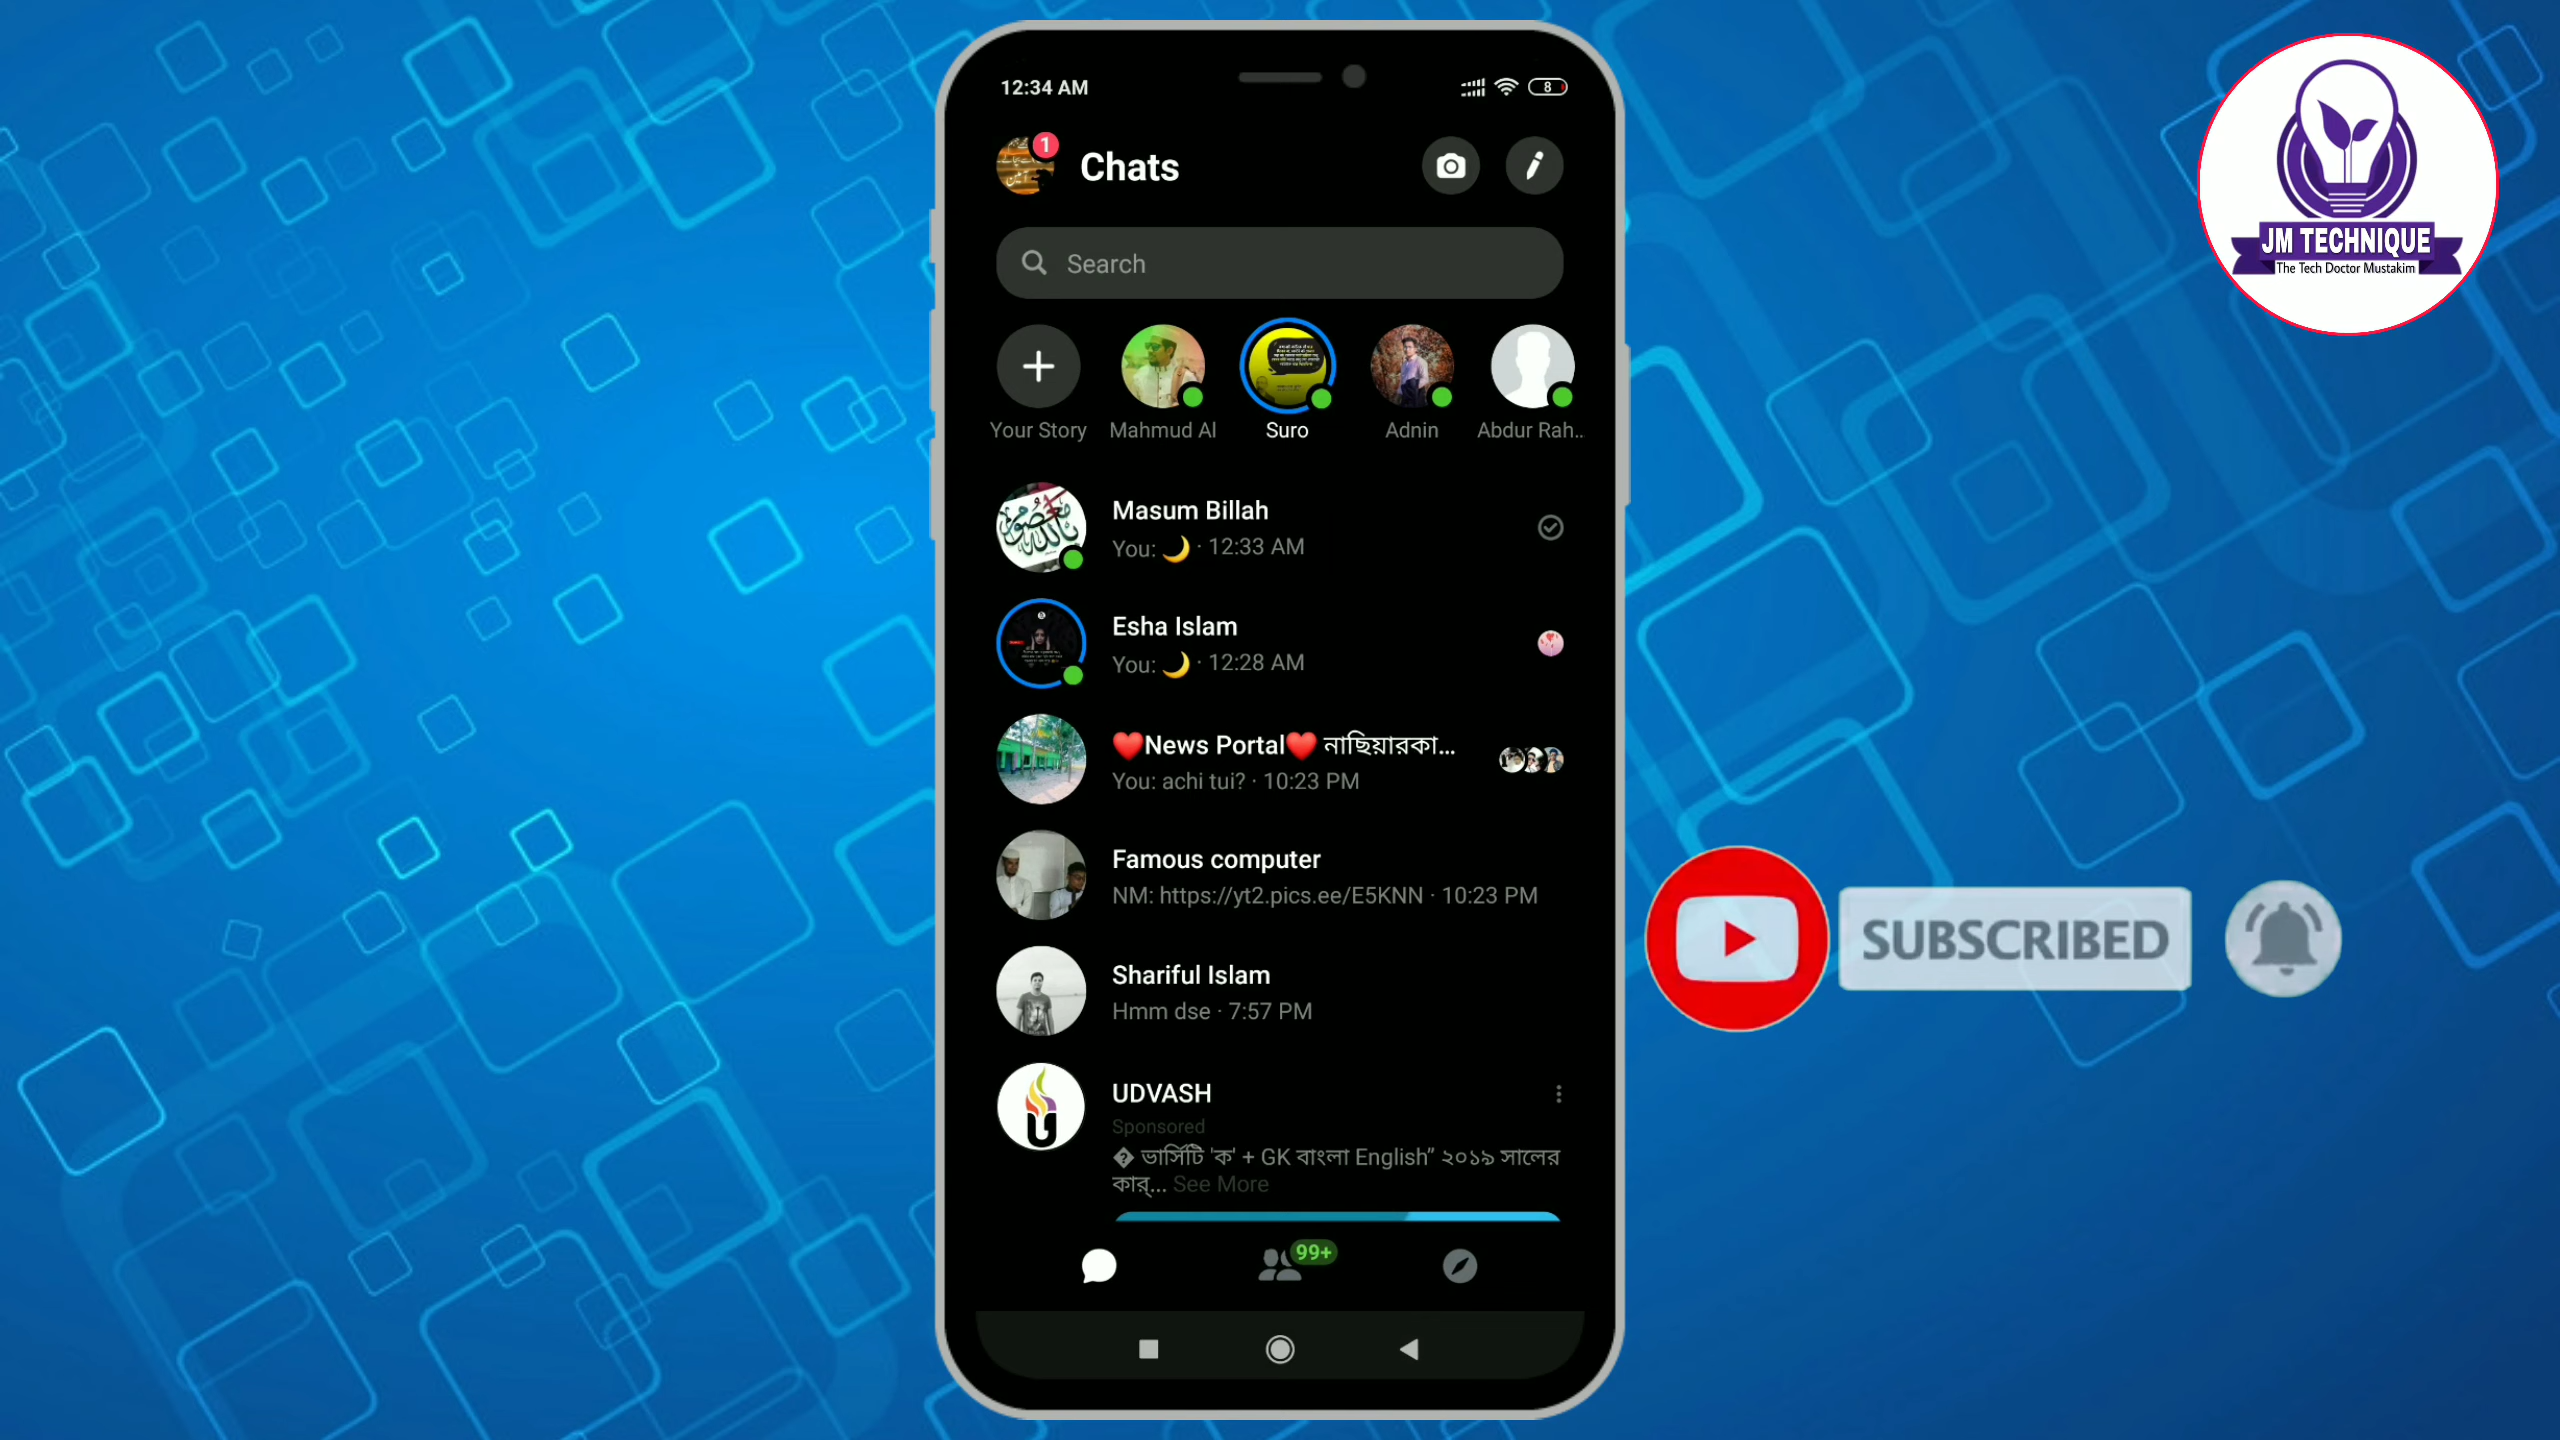 12:34 AM
8
1
Chats
Search
Your Story
Mahmud Al
Suro
Adnin
Abdur Rah..
Masum Billah
You: 🌙 · 12:33 AM
Esha Islam
You: 🌙 · 12:28 AM
❤️News Portal❤️ নাছিয়ারকা...
You: achi tui? · 10:23 PM
Famous computer
NM: https://yt2.pics.ee/E5KNN · 10:23 PM
Shariful Islam
Hmm dse · 7:57 PM
UDVASH
Sponsored
� ভার্সিটি 'ক' + GK বাংলা English” ২০১৯ সালের
কার্... See More
99+
JM TECHNIQUE
The Tech Doctor Mustakim
SUBSCRIBED